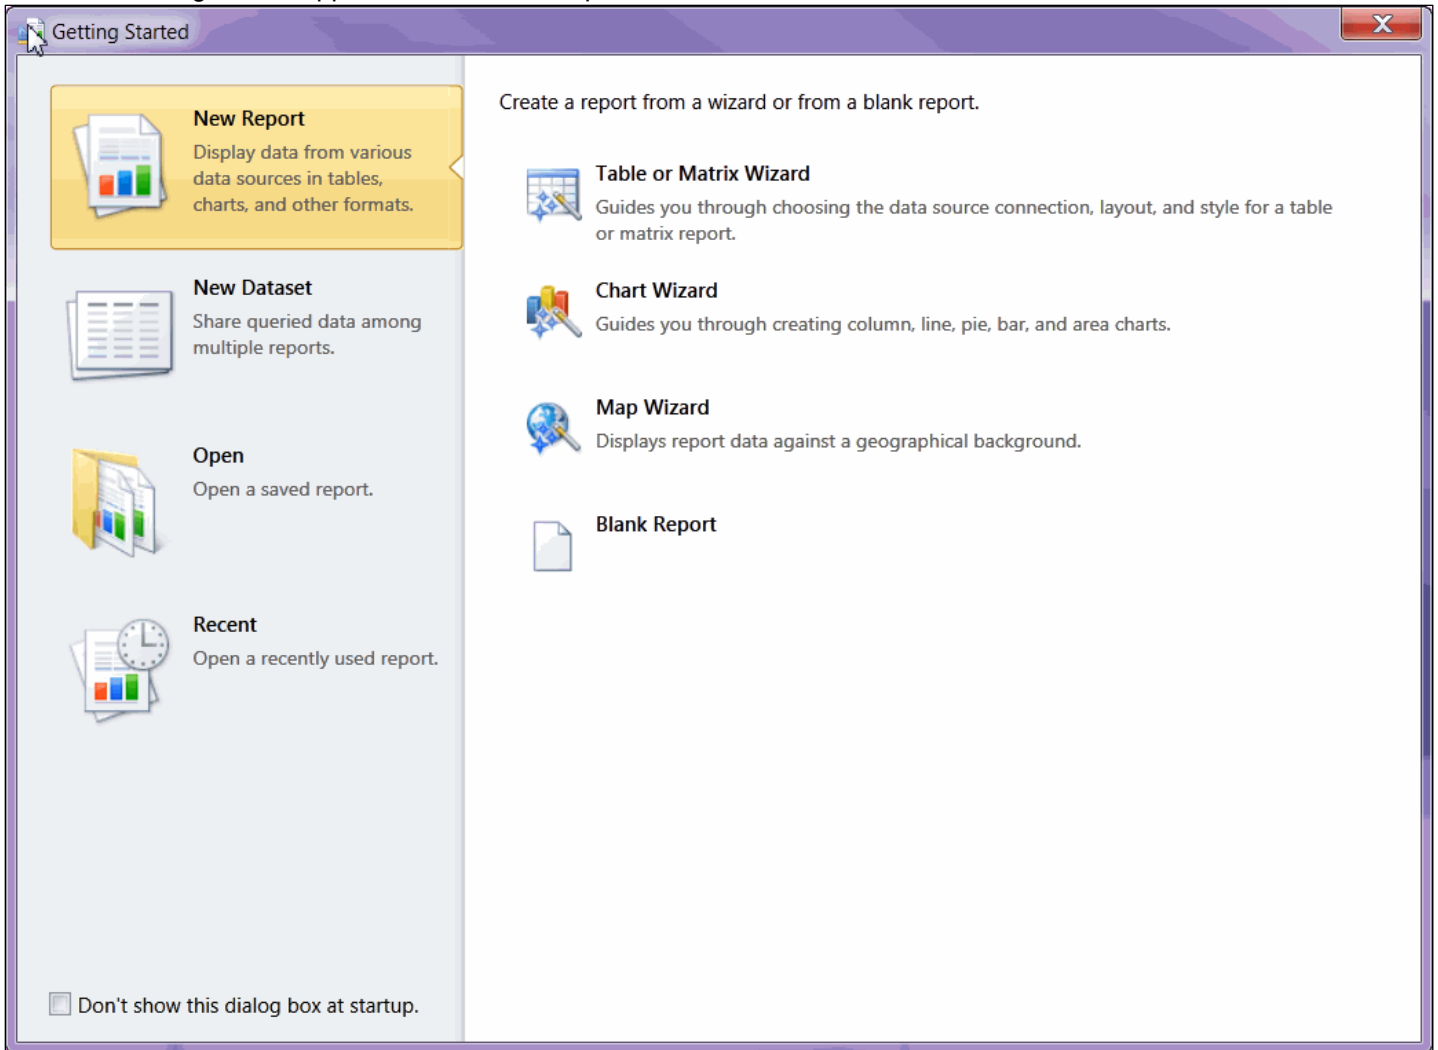 Getting Started
New Report
Display data from various
data sources in tables,
charts, and other formats.
New Dataset
Share queried data among
multiple reports.
Open
Open a saved report.
Recent
Open a recently used report.
Don't show this dialog box at startup.
Create a report from a wizard or from a blank report.
Table or Matrix Wizard
Guides you through choosing the data source connection, layout, and style for a table
or matrix report.
Chart Wizard
Guides you through creating column, line, pie, bar, and area charts.
Map Wizard
Displays report data against a geographical background.
Blank Report